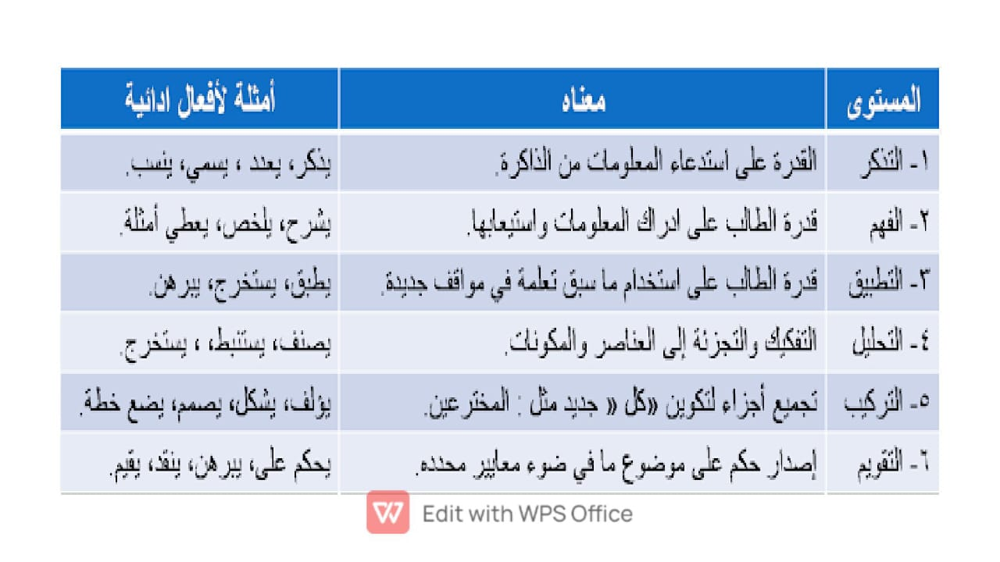 المستوى معناه أمثلة لأفعال ادائية
١- التذكر القدرة على استدعاء المعلومات من الذاكرة. يذكر، يعدد ، يسمي، ينسب.
٢- الفهم قدرة الطالب على ادراك المعلومات واستيعابها. يشرح، يلخص، يعطي أمثلة.
٣- التطبيق قدرة الطالب على استخدام ما سبق تعلمة في مواقف جديدة. يطبق، يستخرج، يبرهن.
٤- التحليل التفكيك والتجزئة إلى العناصر والمكونات. يصنف، يستنبط، ، يستخرج.
٥- التركيب تجميع أجزاء لتكوين «كل « جديد مثل : المخترعين. يؤلف، يشكل، يصمم، يضع خطة.
٦- التقويم إصدار حكم على موضوع ما في ضوء معايير محدده. يحكم على، يبرهن، ينقد، يقيم.
Edit with WPS Office